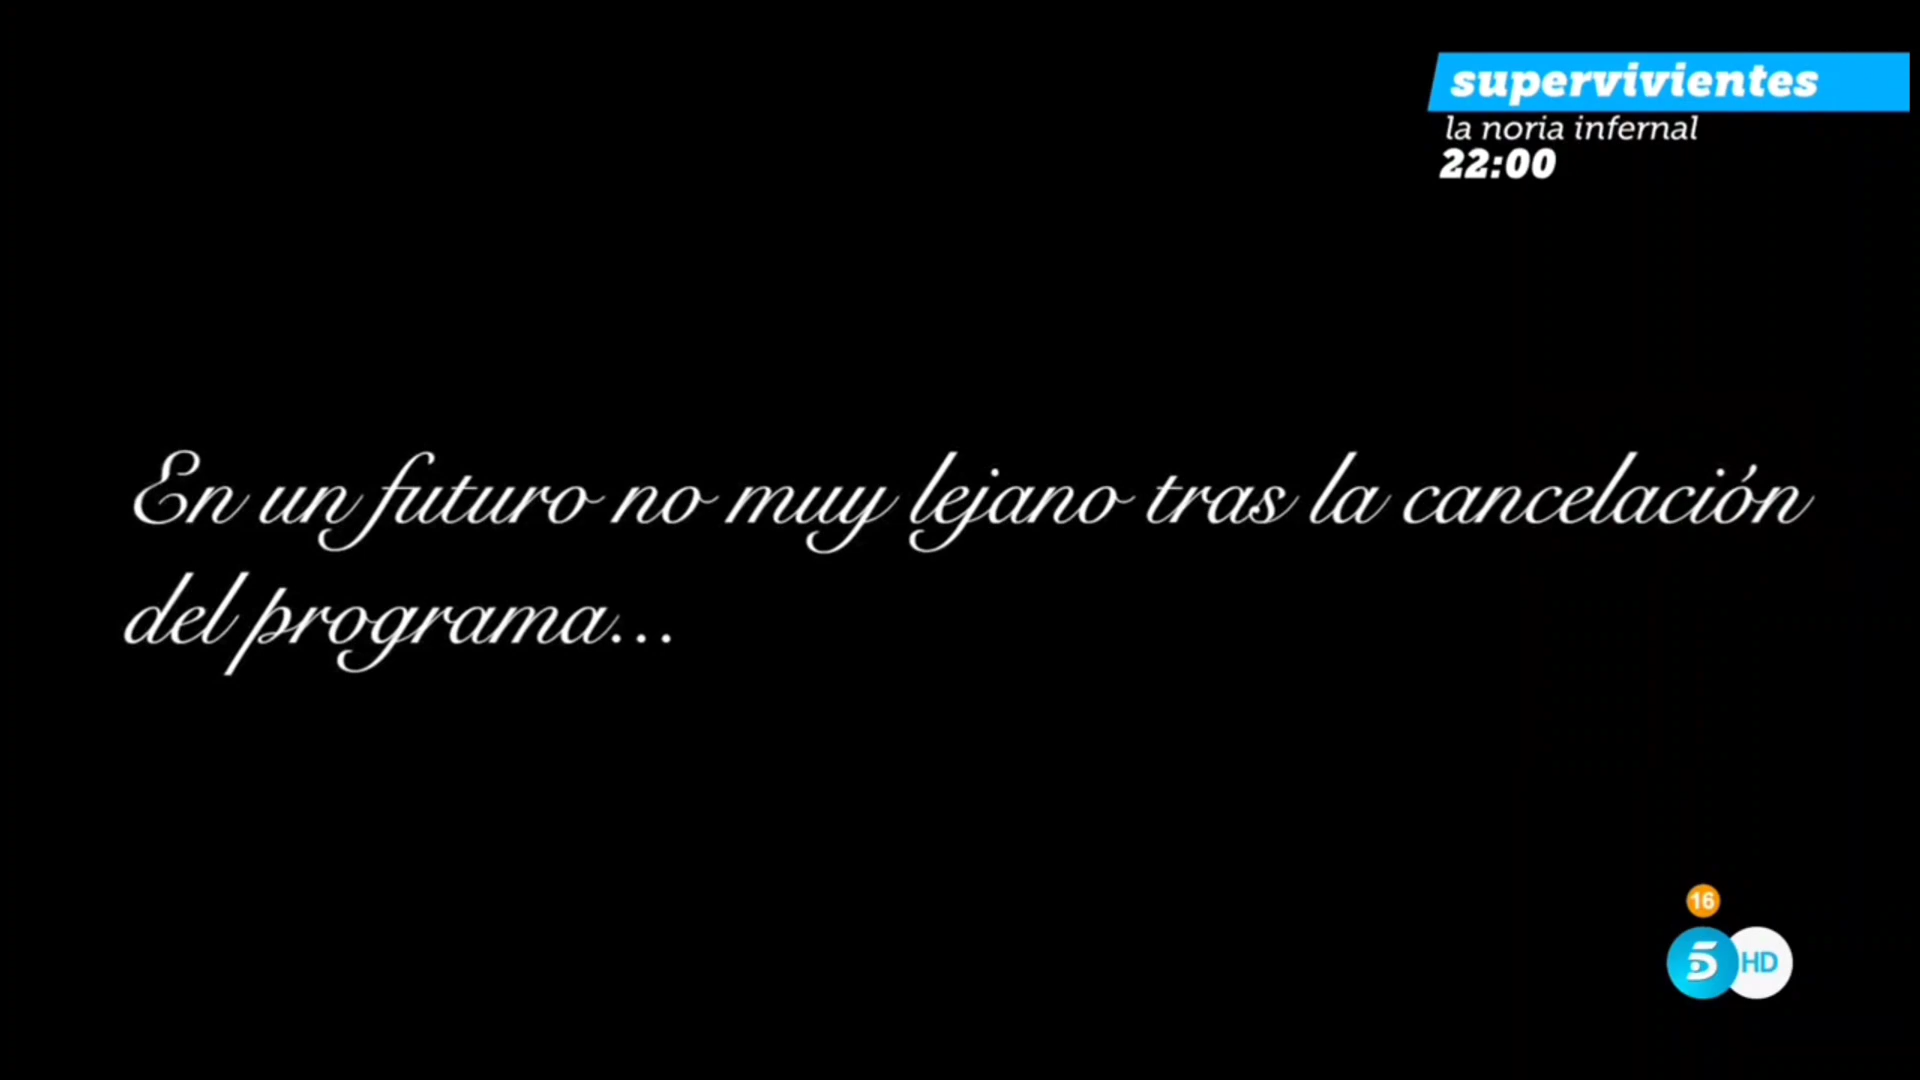 supervivientes
la noria infernal
22:00
En un futuro no muy lejano tras la cancelación
del programa...
16
5 HD